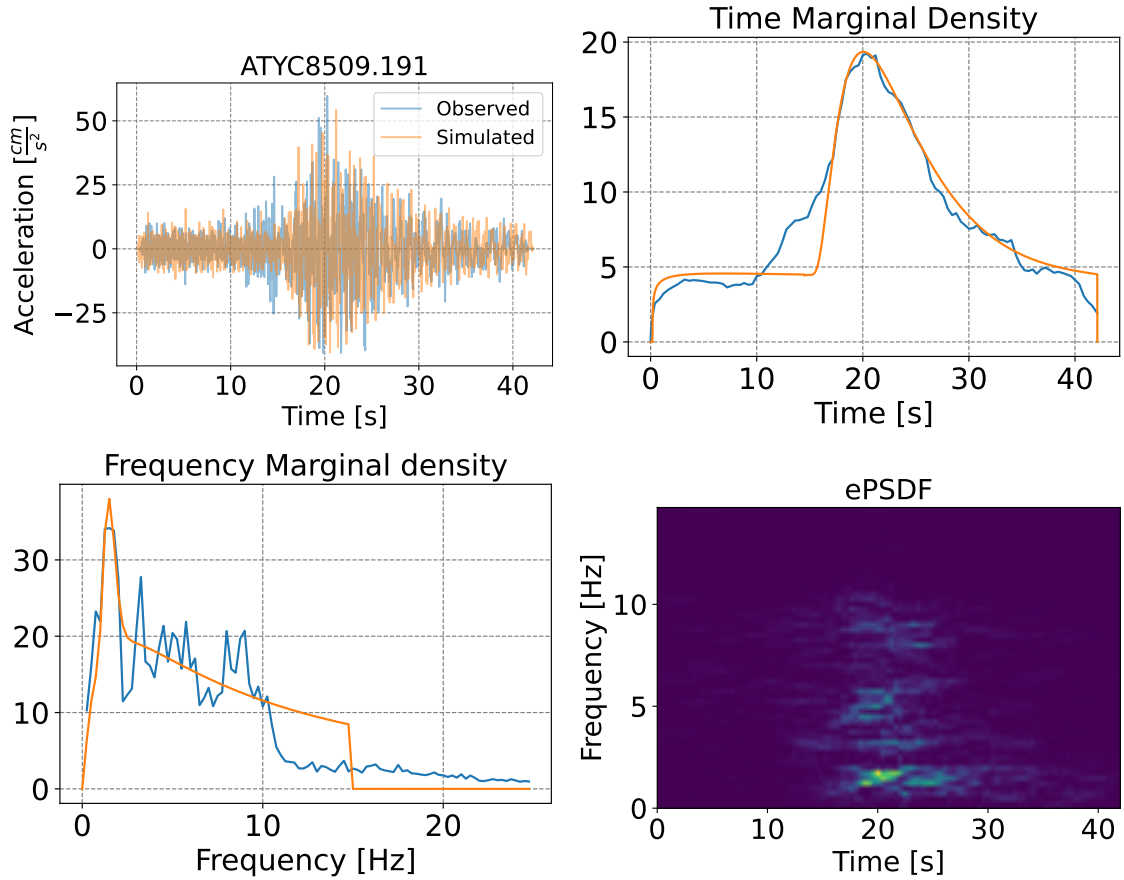 ATYC8509.191
Acceleration [$\frac{cm}{s^2}$]
50
25
0
−25
Observed
Simulated
0
10
20
30
40
Time [s]
Time Marginal Density
20
15
10
5
0
0
10
20
30
40
Time [s]
Frequency Marginal density
30
20
10
0
0
10
20
Frequency [Hz]
ePSDF
Frequency [Hz]
10
5
0
0
10
20
30
40
Time [s]